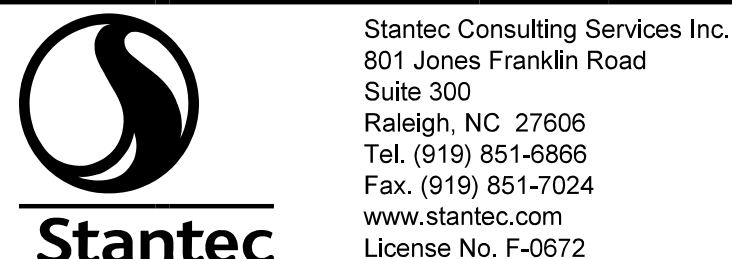 Stantec Consulting Services Inc.
801 Jones Franklin Road
Suite 300
Raleigh, NC  27606
Tel. (919) 851-6866
Fax. (919) 851-7024
www.stantec.com
License No. F-0672
Stantec